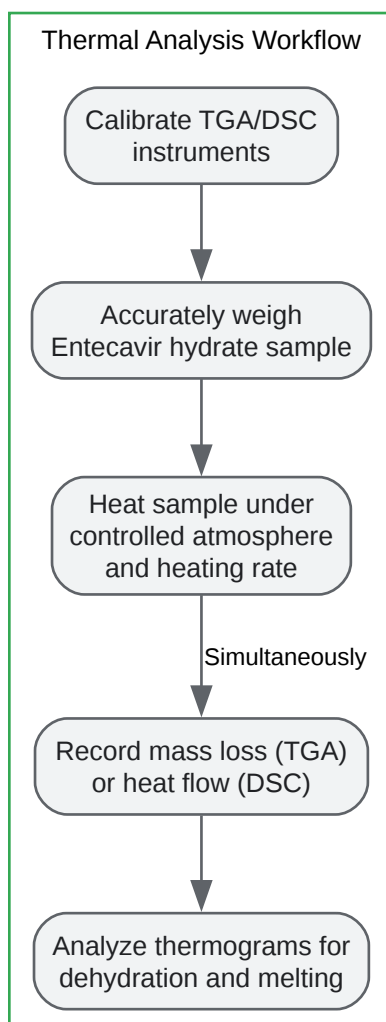 Thermal Analysis Workflow
Calibrate TGA/DSC
instruments
Accurately weigh
Entecavir hydrate sample
Heat sample under
controlled atmosphere
and heating rate
Simultaneously
Record mass loss (TGA)
or heat flow (DSC)
Analyze thermograms for
dehydration and melting